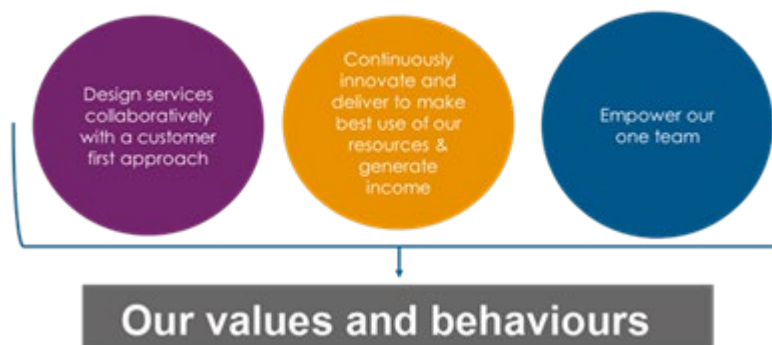 Design services
collaboratively
with a customer
first approach
Continuously
innovate and
deliver to make
best use of our
resources &
generate
income
Empower our
one team
Our values and behaviours